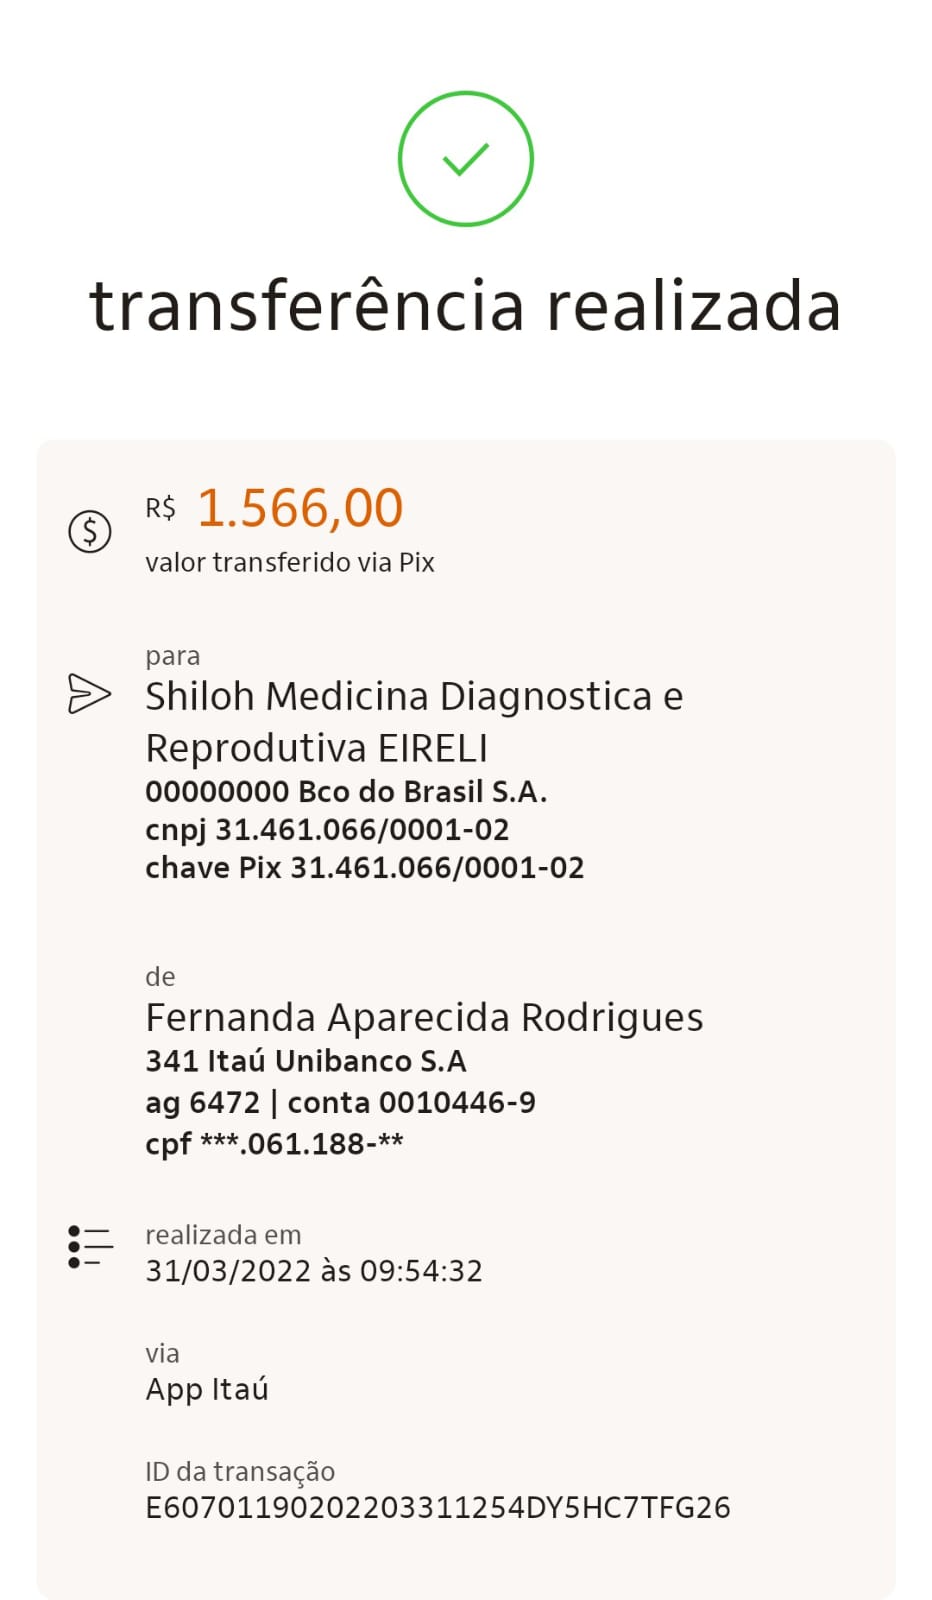 transferência realizada
R$ 1.566,00
valor transferido via Pix
para
Shiloh Medicina Diagnostica e
Reprodutiva EIRELI
00000000 Bco do Brasil S.A.
cnpj 31.461.066/0001-02
chave Pix 31.461.066/0001-02
de
Fernanda Aparecida Rodrigues
341 Itaú Unibanco S.A
ag 6472 | conta 0010446-9
cpf ***.061.188-**
realizada em
31/03/2022 às 09:54:32
via
App Itaú
ID da transação
E60701190202203311254DY5HC7TFG26